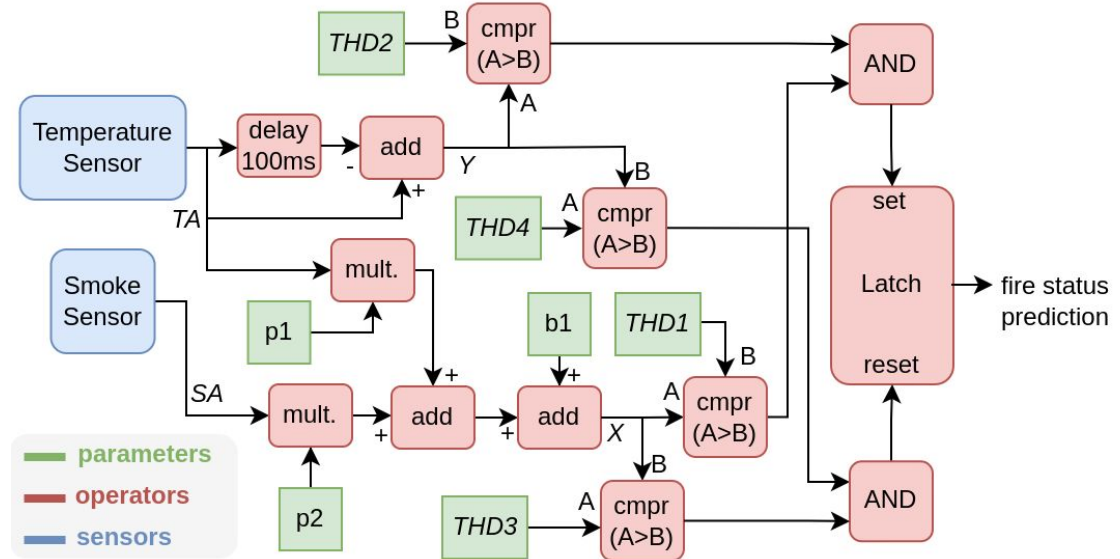 THD2
B
cmpr
(A>B)
AND
A
Temperature
Sensor
delay
100ms
-
add
+
Y
TA
B
A
THD4
cmpr
(A>B)
set
Latch
reset
fire status
prediction
Smoke
Sensor
mult.
p1
b1
THD1
B
SA
mult.
+
+
add
+
+
add
X
A
cmpr
(A>B)
B
parameters
operators
sensors
p2
THD3
A
cmpr
(A>B)
AND